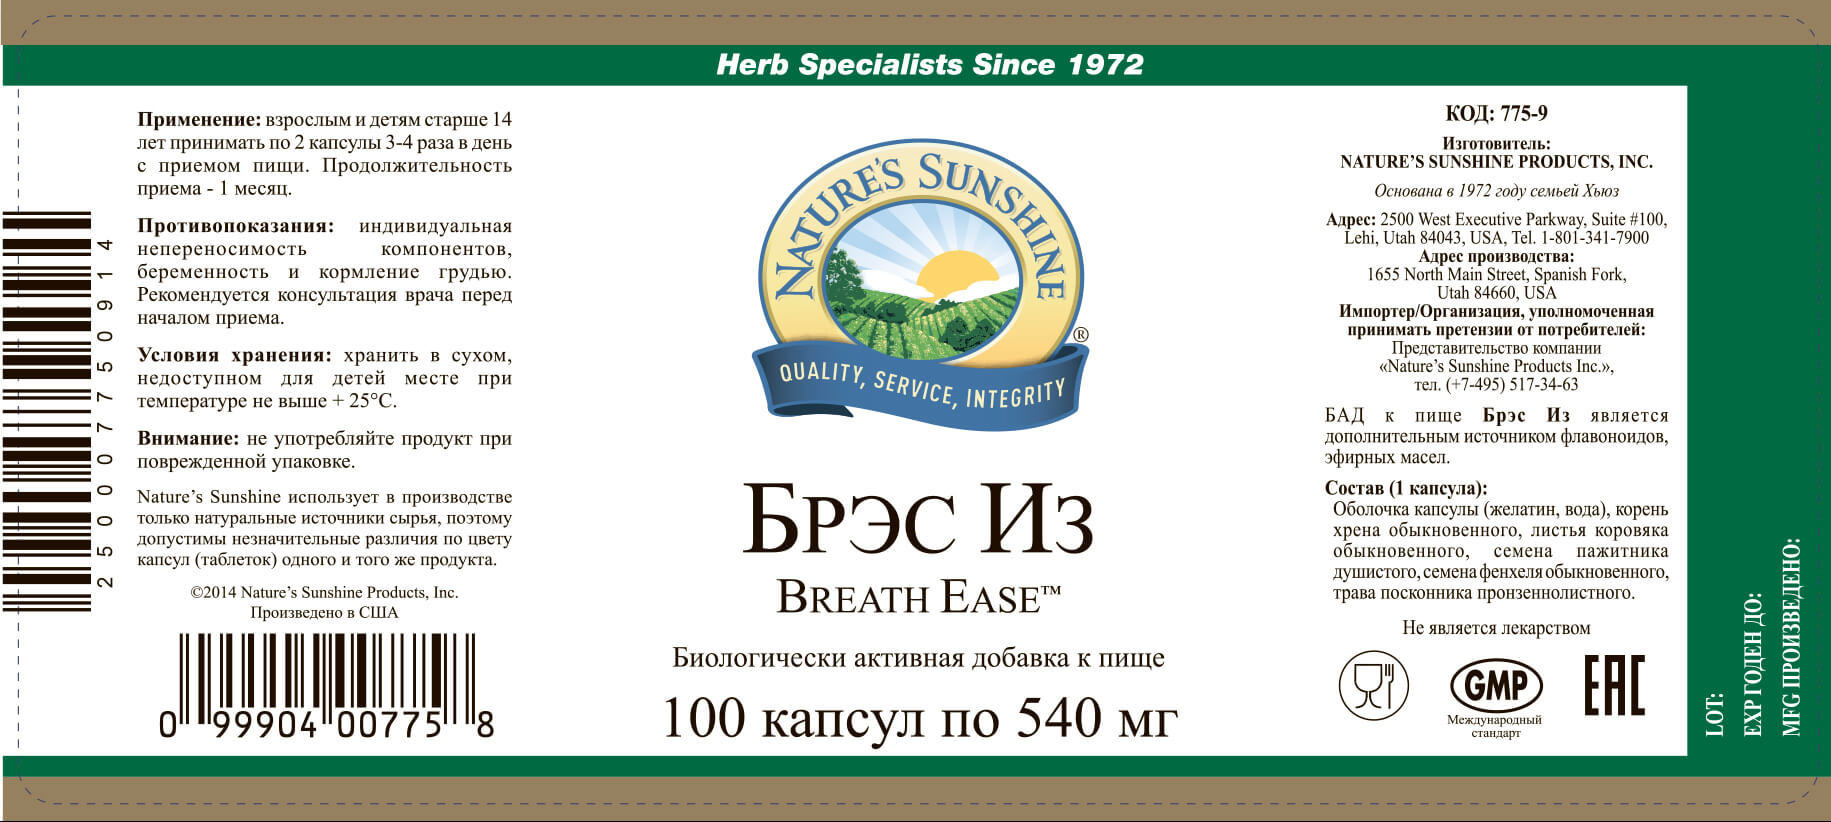 Herb Specialists Since 1972
Применение: взрослым и детям старше 14
лет принимать по 2 капсулы 3-4 раза в день
с приемом пищи. Продолжительность
приема - 1 месяц.
Противопоказания: индивидуальная
непереносимость компонентов,
беременность и кормление грудью.
Рекомендуется консультация врача перед
началом приема.
Условия хранения: хранить в сухом,
недоступном для детей месте при
температуре не выше + 25°С.
Внимание: не употребляйте продукт при
поврежденной упаковке.
Nature’s Sunshine использует в производстве
только натуральные источники сырья, поэтому
допустимы незначительные различия по цвету
капсул (таблеток) одного и того же продукта.
©2014 Nature’s Sunshine Products, Inc.
Произведено в США
0 99904 00775 8
25007750914
NATURE’S SUNSHINE
®
QUALITY, SERVICE, INTEGRITY
Брэс Из
Breath Ease™
Биологически активная добавка к пище
100 капсул по 540 мг
КОД: 775-9
Изготовитель:
NATURE’S SUNSHINE PRODUCTS, INC.
Основана в 1972 году семьей Хьюз
Адрес: 2500 West Executive Parkway, Suite #100,
Lehi, Utah 84043, USA, Tel. 1-801-341-7900
Адрес производства:
1655 North Main Street, Spanish Fork,
Utah 84660, USA
Импортер/Организация, уполномоченная
принимать претензии от потребителей:
Представительство компании
«Nature’s Sunshine Products Inc.»,
тел. (+7-495) 517-34-63
БАД к пище Брэс Из является
дополнительным источником флавоноидов,
эфирных масел.
Состав (1 капсула):
Оболочка капсулы (желатин, вода), корень
хрена обыкновенного, листья коровяка
обыкновенного, семена пажитника
душистого, семена фенхеля обыкновенного,
трава посконника пронзеннолистного.
Не является лекарством
GMP
Международный
стандарт
EAC
LOT:
EXP ГОДЕН ДО:
MFG ПРОИЗВЕДЕНО: